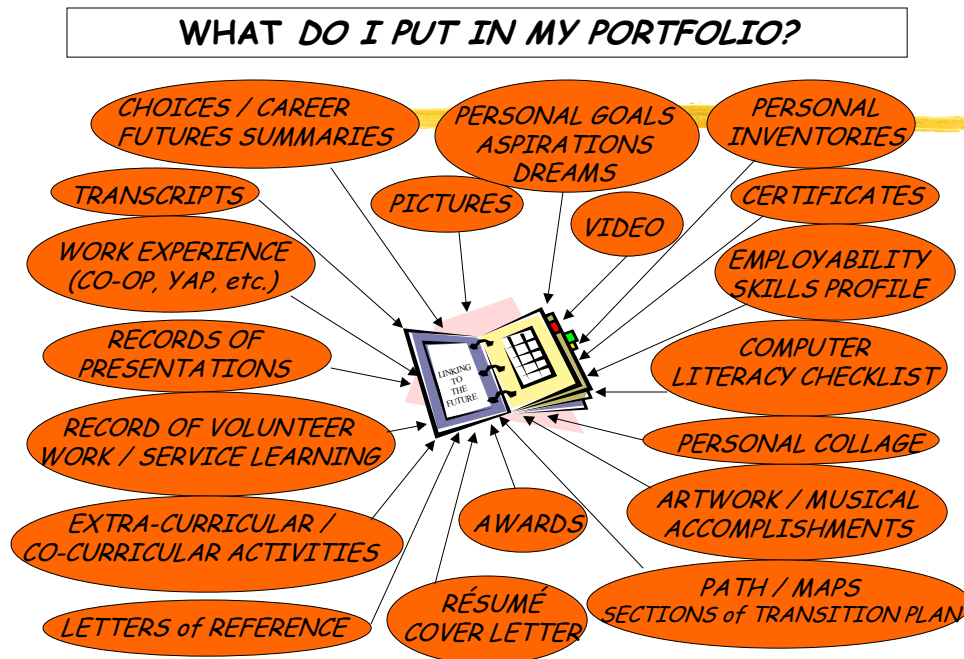 WHAT DO I PUT IN MY PORTFOLIO?
CHOICES / CAREER
FUTURES SUMMARIES
PERSONAL GOALS
ASPIRATIONS
DREAMS
PERSONAL
INVENTORIES
TRANSCRIPTS
PICTURES
VIDEO
CERTIFICATES
WORK EXPERIENCE
(CO-OP, YAP, etc.)
EMPLOYABILITY
SKILLS PROFILE
RECORDS OF
PRESENTATIONS
LINKING
TO
THE
FUTURE
COMPUTER
LITERACY CHECKLIST
RECORD OF VOLUNTEER
WORK / SERVICE LEARNING
PERSONAL COLLAGE
EXTRA-CURRICULAR /
CO-CURRICULAR ACTIVITIES
AWARDS
ARTWORK / MUSICAL
ACCOMPLISHMENTS
LETTERS of REFERENCE
RÉSUMÉ
COVER LETTER
PATH / MAPS
SECTIONS of TRANSITION PLAN